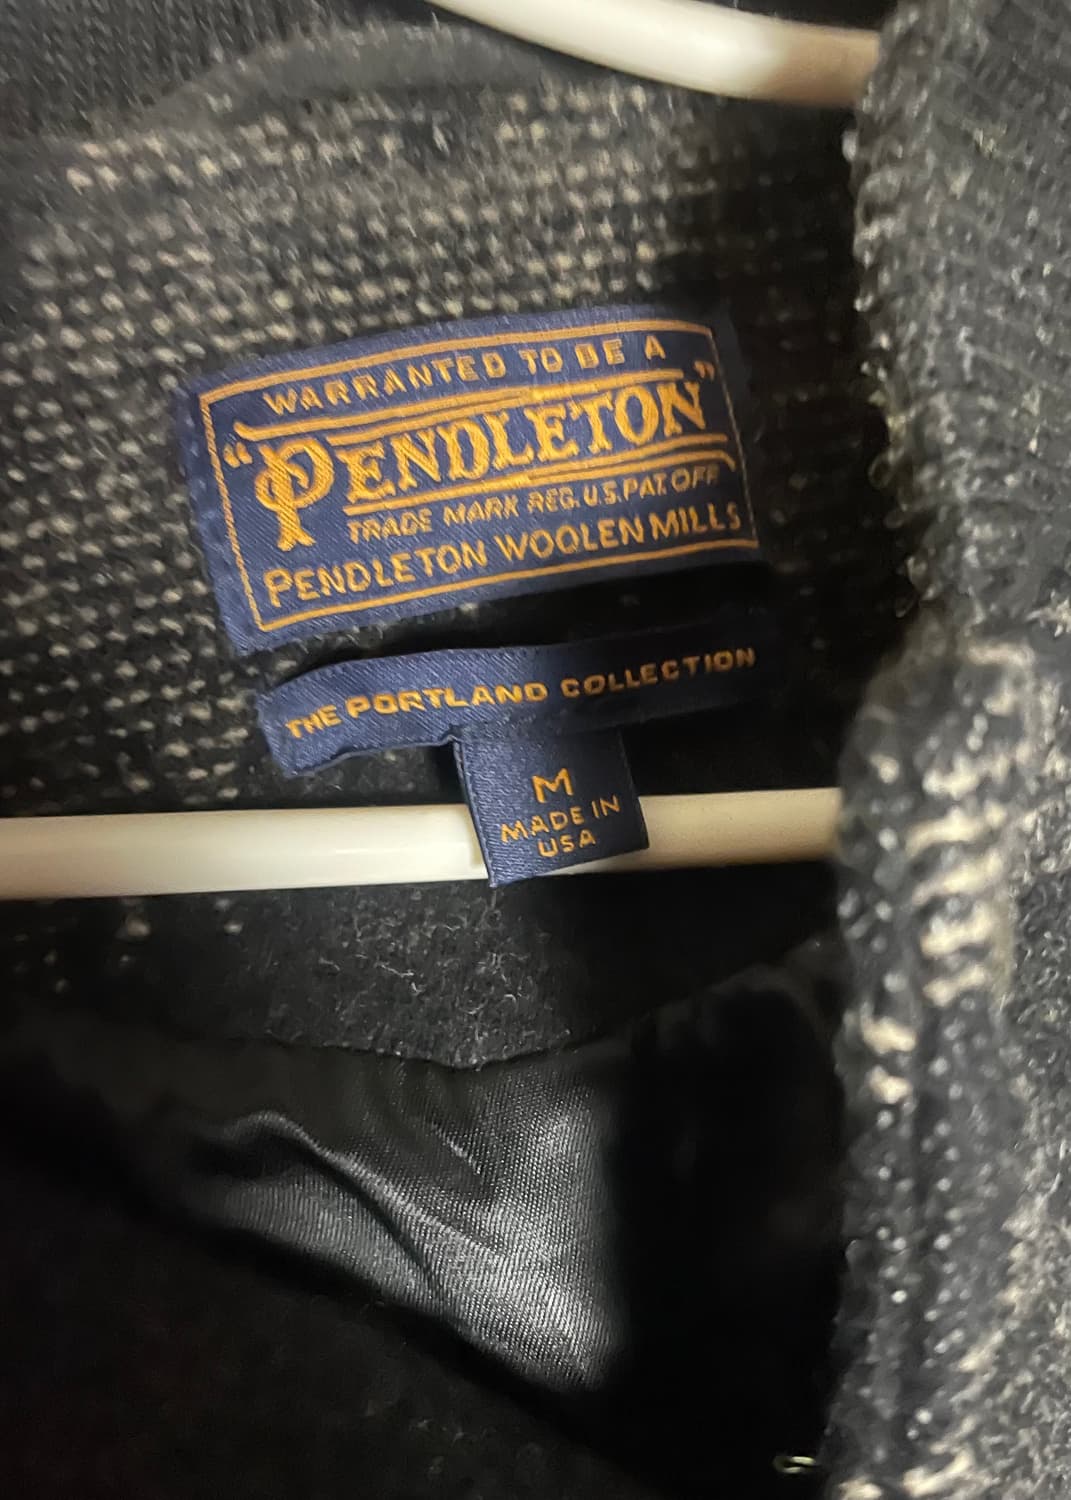 WARRANTED TO BE A
"PENDLETON"
TRADE MARK REG. U.S. PAT. OFF
PENDLETON WOOLEN MILLS
THE PORTLAND COLLECTION
M
MADE IN
USA